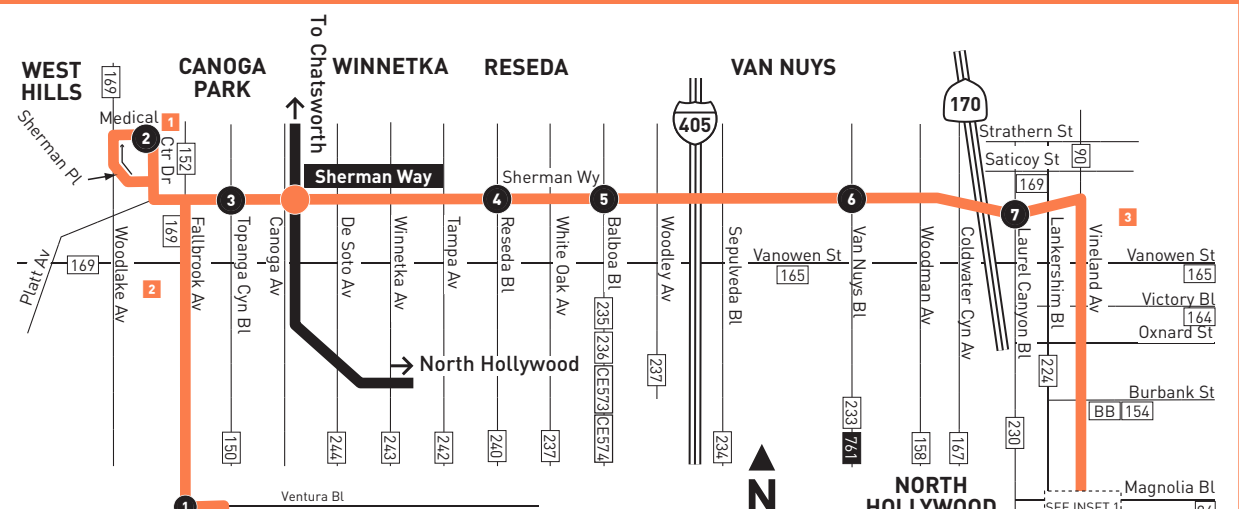 WEST
HILLS
CANOGA
PARK
To Chatsworth
WINNETKA
RESEDA
VAN NUYS
169
Medical
Ctr Dr
1
2
Sherman Pl
152
405
170
Strathern St
Saticoy St
90
169
Sherman Way
Sherman Wy
3
4
5
6
7
3
169
Platt Av
169
Woodlake Av
2
Fallbrook Av
Topanga Cyn Bl
Canoga Av
De Soto Av
Winnetka Av
Tampa Av
Reseda Bl
White Oak Av
Balboa Bl
Woodley Av
Sepulveda Bl
Vanowen St
165
Van Nuys Bl
Woodman Av
Coldwater Cyn Av
Laurel Canyon Bl
Lankershim Bl
Vineland Av
Vanowen St
165
Victory Bl
164
Oxnard St
235
236
CE573
CE574
North Hollywood
237
224
Burbank St
BB
154
150
244
243
242
240
237
234
233
761
158
167
230
N
NORTH
HOLLYWOOD
Magnolia Bl
SEE INSET 1
1
Ventura Bl